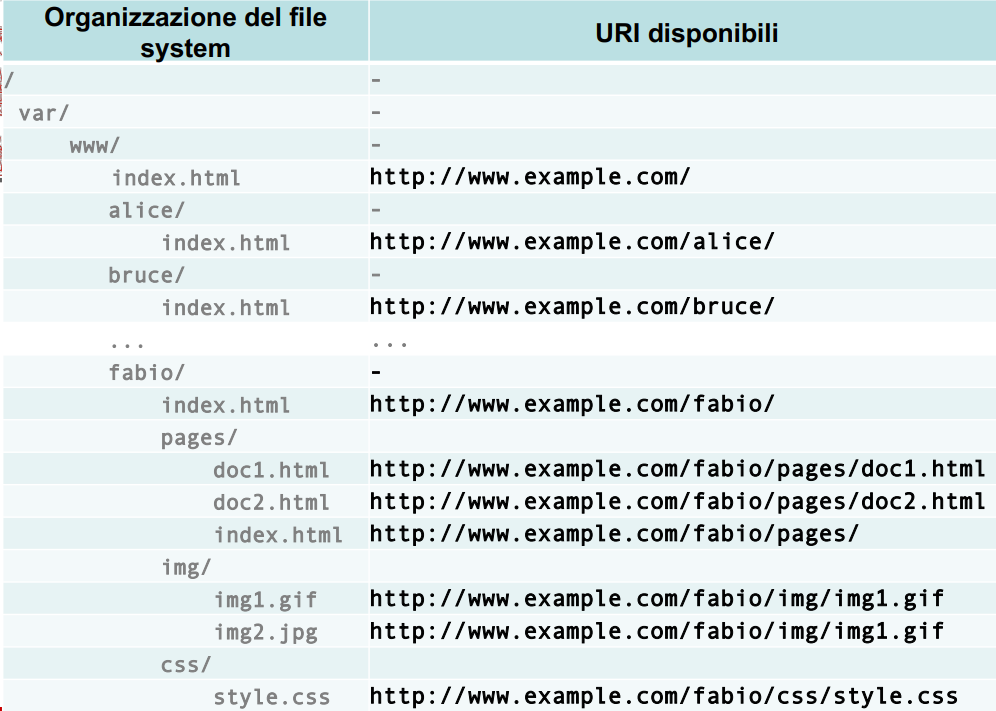 Organizzazione del file
system
URI disponibili
/ -
var/ -
www/ -
index.html http://www.example.com/
alice/ -
index.html http://www.example.com/alice/
bruce/ -
index.html http://www.example.com/bruce/
... ...
fabio/ -
index.html http://www.example.com/fabio/
pages/
doc1.html http://www.example.com/fabio/pages/doc1.html
doc2.html http://www.example.com/fabio/pages/doc2.html
index.html http://www.example.com/fabio/pages/
img/
img1.gif http://www.example.com/fabio/img/img1.gif
img2.jpg http://www.example.com/fabio/img/img1.gif
css/
style.css http://www.example.com/fabio/css/style.css